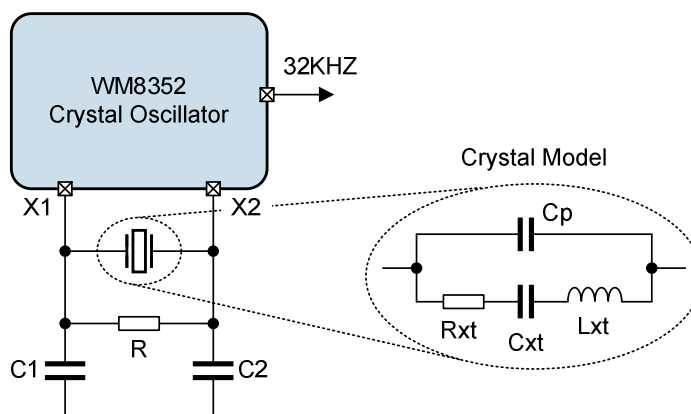 WM8352
Crystal Oscillator
32KHZ
X1
X2
Crystal Model
Cp
Rxt
Cxt
Lxt
R
C1
C2